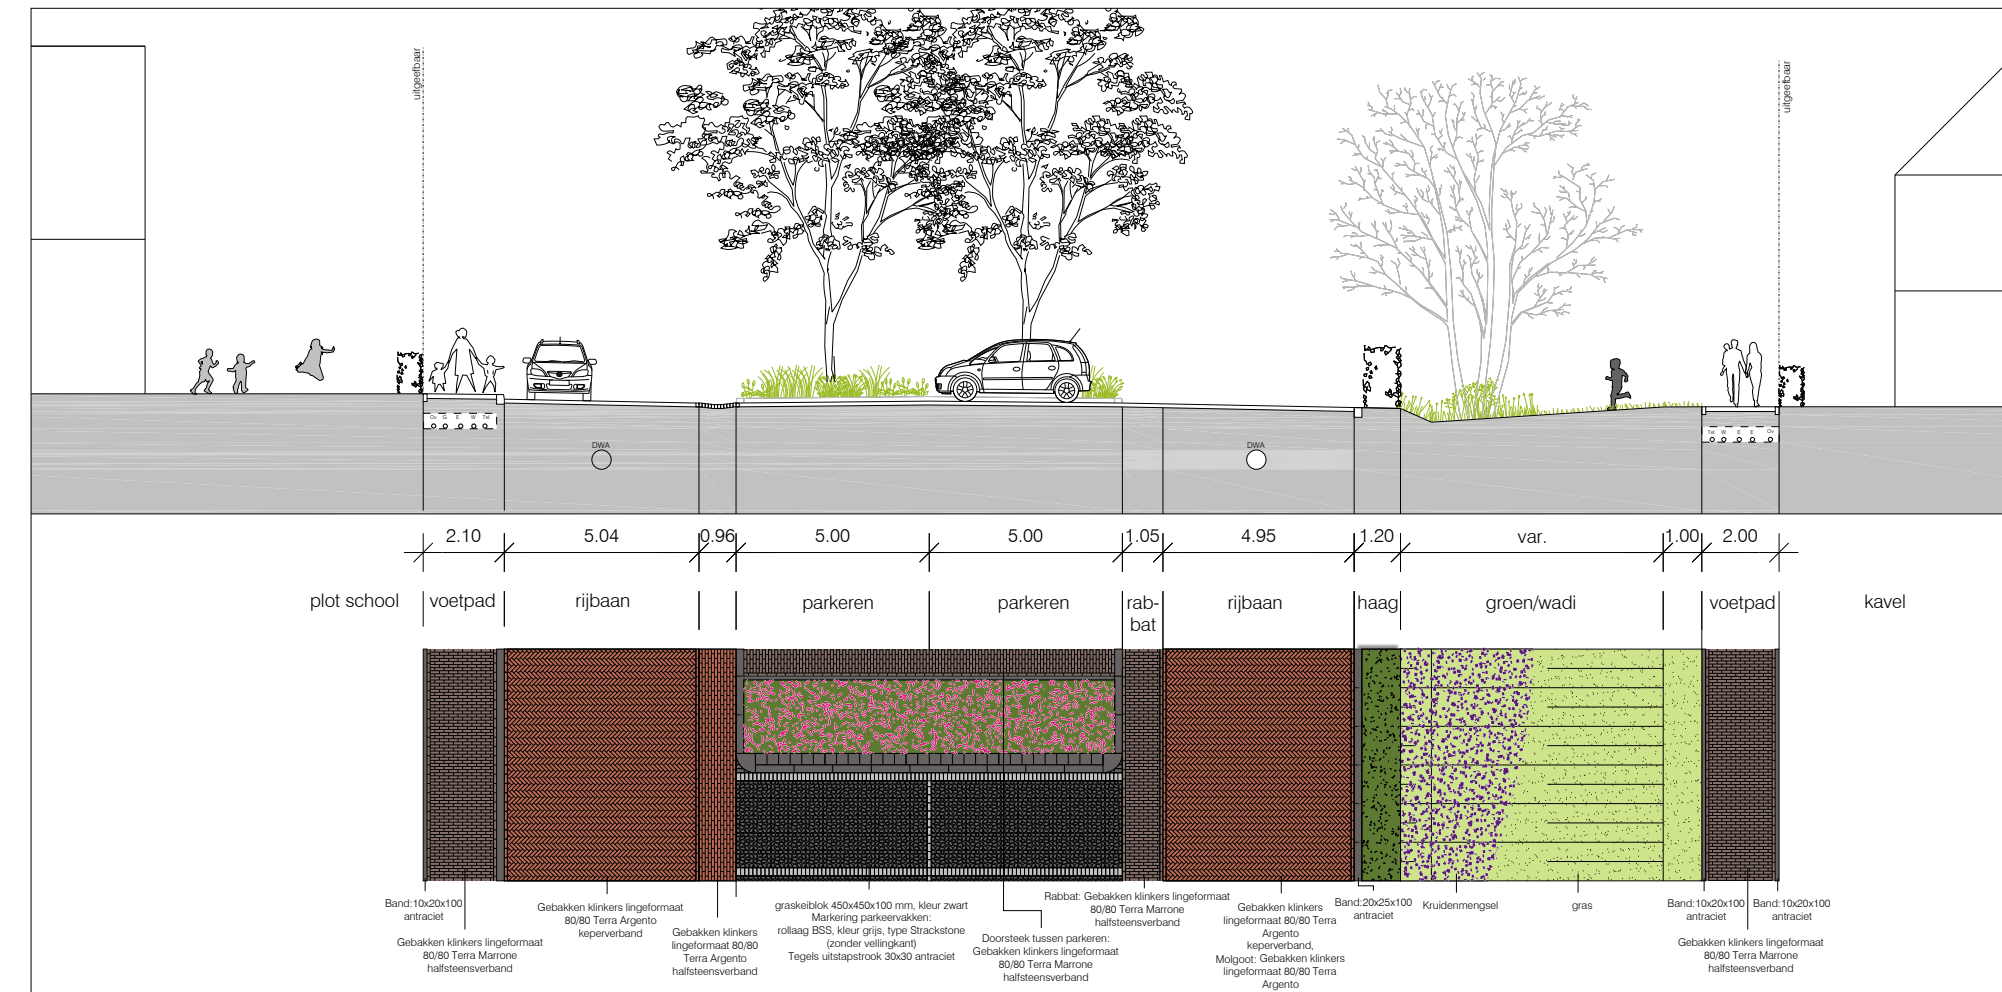 uitgeefbaar
uitgeefbaar
Ov G E W Tel
DWA
DWA
Tel W E E Ov
2.10 5.04 0.96 5.00 5.00 1.05 4.95 1.20 var. 1.00 2.00
plot school voetpad rijbaan parkeren parkeren rab-
bat
rijbaan haag groen/wadi voetpad kavel
Band:10x20x100
antraciet
Gebakken klinkers lingeformaat
80/80 Terra Marrone
halfsteensverband
Gebakken klinkers lingeformaat
80/80 Terra Argento
keperverband
Gebakken klinkers
lingeformaat 80/80
Terra Argento
halfsteensverband
graskeiblok 450x450x100 mm, kleur zwart
Markering parkeervakken:
rollaag BSS, kleur grijs, type Strackstone
(zonder vellingkant)
Tegels uitstapstrook 30x30 antraciet
Doorsteek tussen parkeren:
Gebakken klinkers lingeformaat
80/80 Terra Marrone
halfsteensverband
Rabbat: Gebakken klinkers lingeformaat
80/80 Terra Marrone
halfsteensverband
Gebakken klinkers
lingeformaat 80/80 Terra
Argento
keperverband,
Molgoot: Gebakken klinkers
lingeformaat 80/80 Terra
Argento
Band:20x25x100
antraciet
Kruidenmengsel
gras
Band:10x20x100
antraciet
Gebakken klinkers lingeformaat
80/80 Terra Marrone
halfsteensverband
Band:10x20x100
antraciet